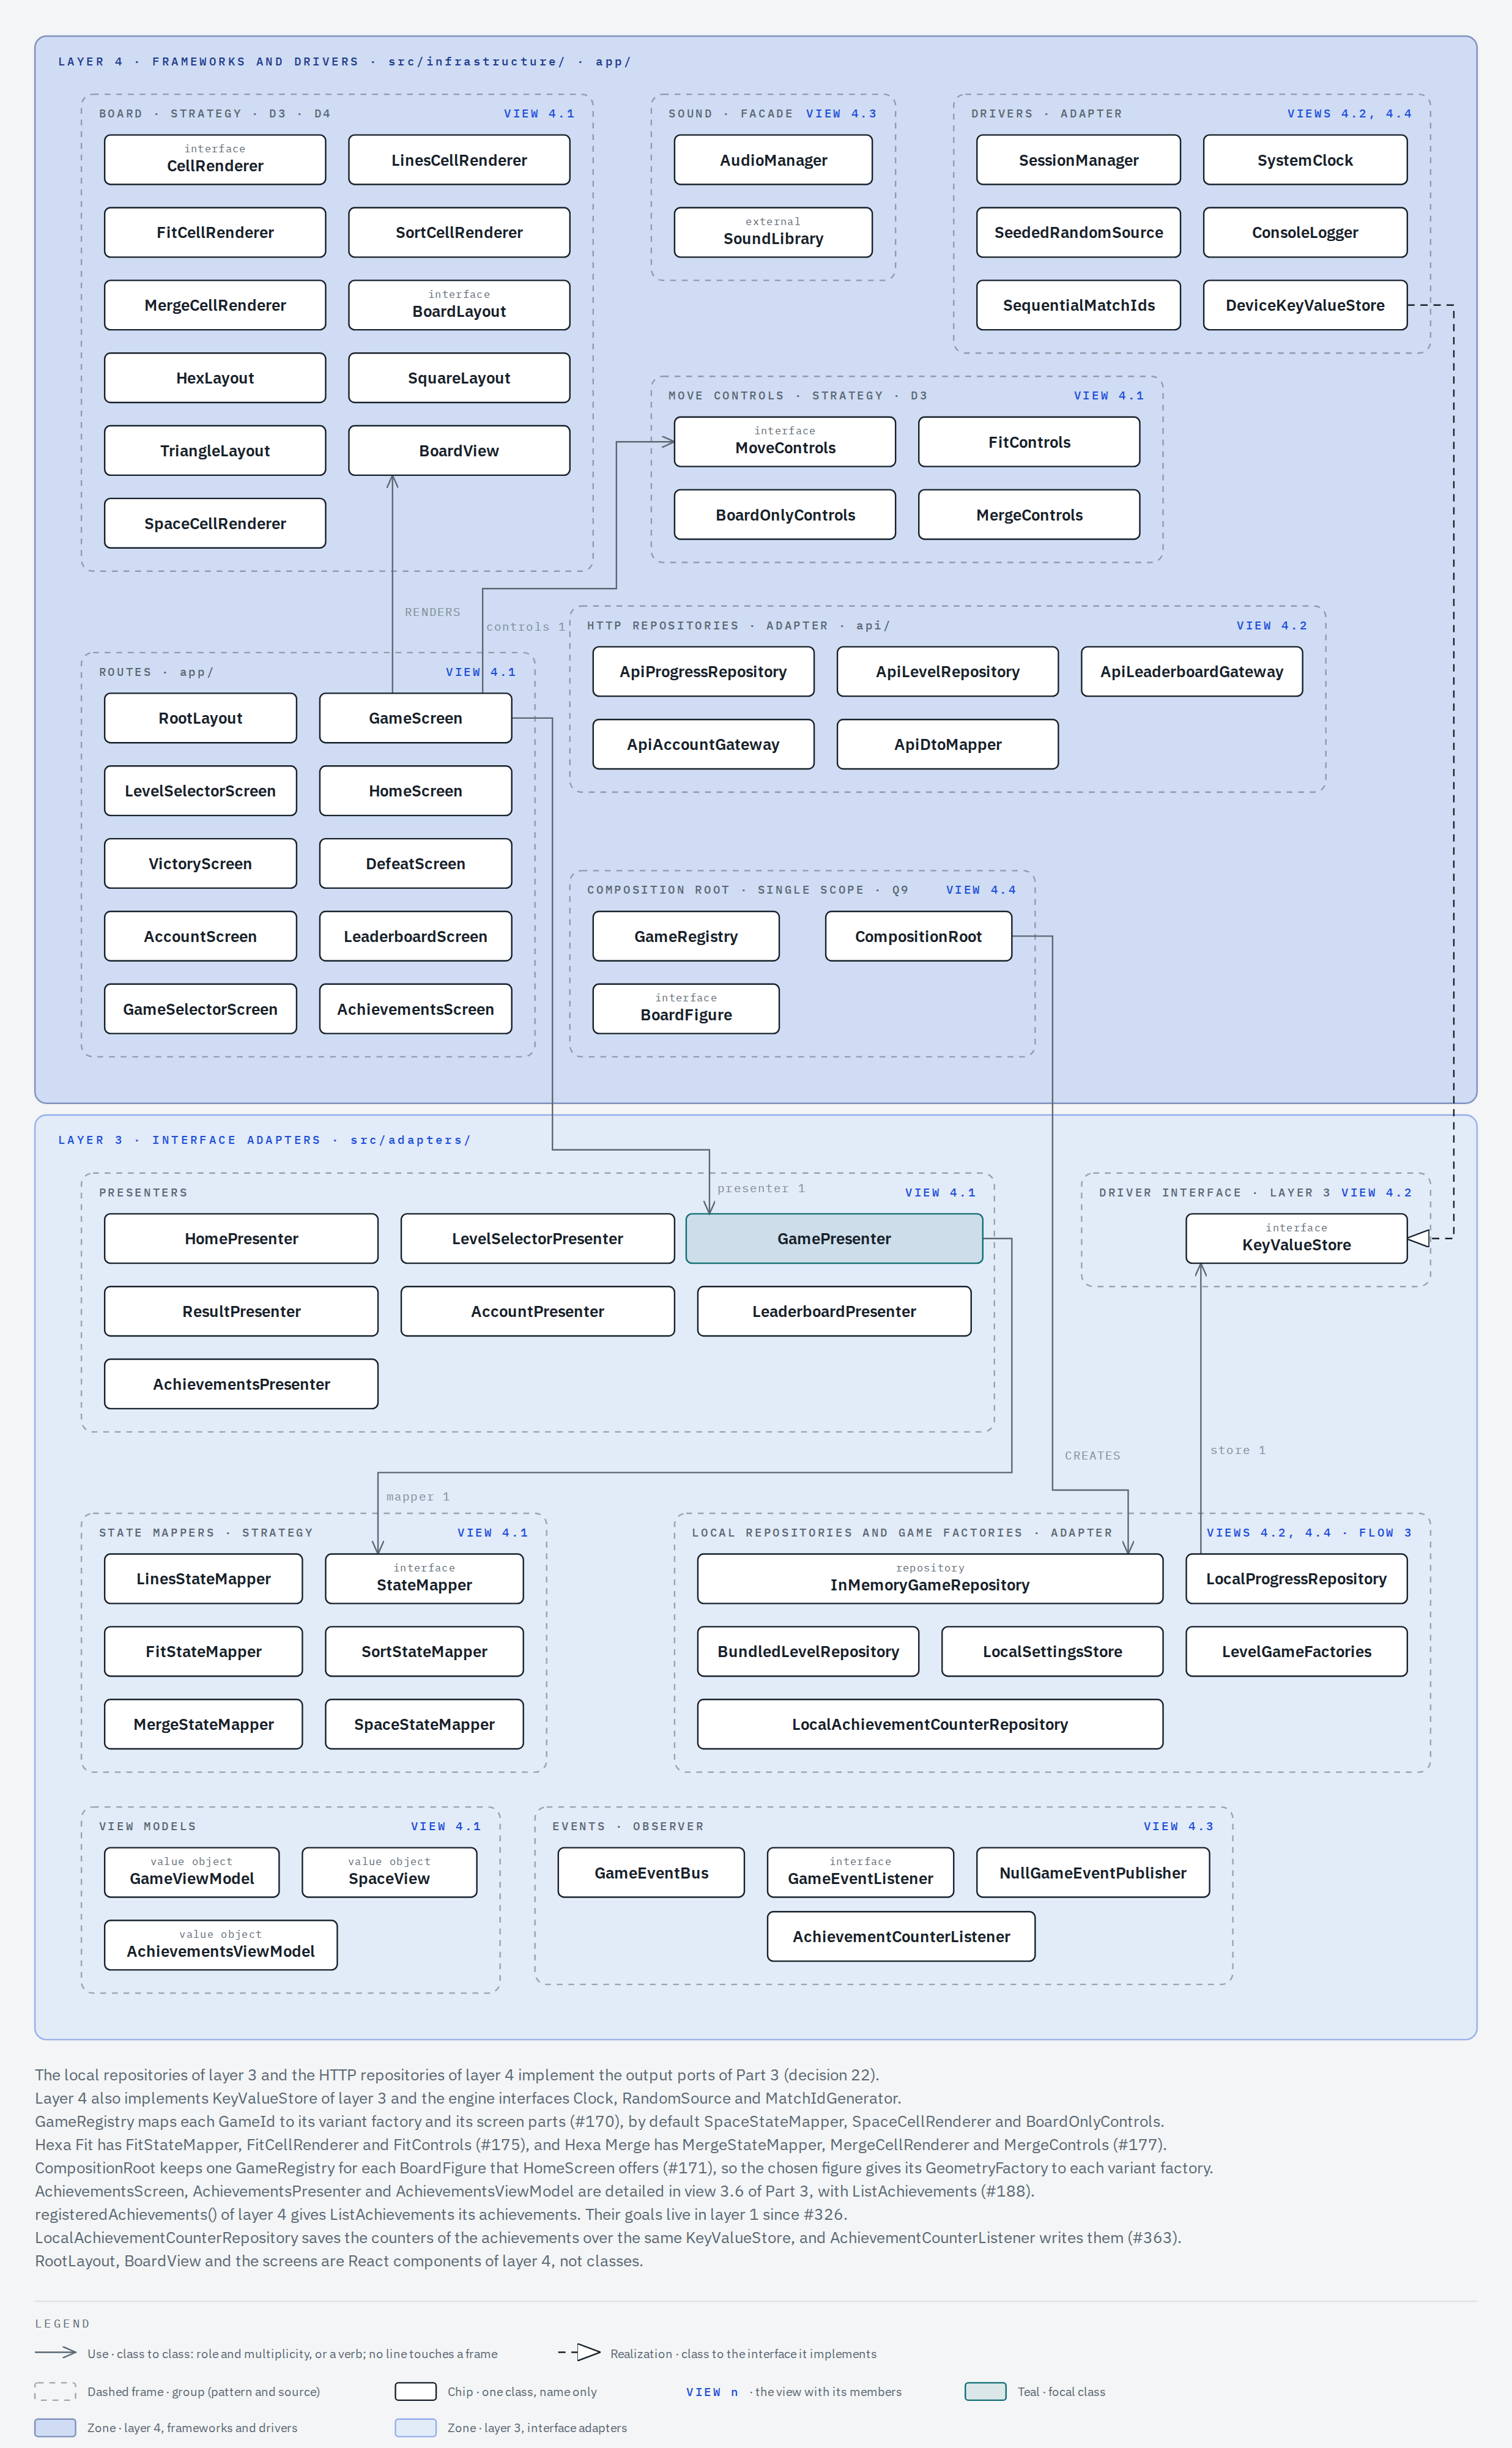 LAYER 4 · FRAMEWORKS AND DRIVERS · src/infrastructure/ · app/
BOARD · STRATEGY · D3 · D4
VIEW 4.1
interface
CellRenderer
LinesCellRenderer
FitCellRenderer
SortCellRenderer
MergeCellRenderer
interface
BoardLayout
HexLayout
SquareLayout
TriangleLayout
BoardView
SpaceCellRenderer
SOUND · FACADE
VIEW 4.3
AudioManager
external
SoundLibrary
DRIVERS · ADAPTER
VIEWS 4.2, 4.4
SessionManager
SystemClock
SeededRandomSource
ConsoleLogger
SequentialMatchIds
DeviceKeyValueStore
MOVE CONTROLS · STRATEGY · D3
VIEW 4.1
interface
MoveControls
FitControls
BoardOnlyControls
MergeControls
RENDERS
controls 1
HTTP REPOSITORIES · ADAPTER · api/
VIEW 4.2
ApiProgressRepository
ApiLevelRepository
ApiLeaderboardGateway
ApiAccountGateway
ApiDtoMapper
ROUTES · app/
VIEW 4.1
RootLayout
GameScreen
LevelSelectorScreen
HomeScreen
VictoryScreen
DefeatScreen
AccountScreen
LeaderboardScreen
GameSelectorScreen
AchievementsScreen
COMPOSITION ROOT · SINGLE SCOPE · Q9
VIEW 4.4
GameRegistry
CompositionRoot
interface
BoardFigure
LAYER 3 · INTERFACE ADAPTERS · src/adapters/
PRESENTERS
VIEW 4.1
presenter 1
HomePresenter
LevelSelectorPresenter
GamePresenter
ResultPresenter
AccountPresenter
LeaderboardPresenter
AchievementsPresenter
DRIVER INTERFACE · LAYER 3
VIEW 4.2
interface
KeyValueStore
store 1
CREATES
mapper 1
STATE MAPPERS · STRATEGY
VIEW 4.1
LinesStateMapper
interface
StateMapper
FitStateMapper
SortStateMapper
MergeStateMapper
SpaceStateMapper
LOCAL REPOSITORIES AND GAME FACTORIES · ADAPTER
VIEWS 4.2, 4.4 · FLOW 3
repository
InMemoryGameRepository
LocalProgressRepository
BundledLevelRepository
LocalSettingsStore
LevelGameFactories
LocalAchievementCounterRepository
VIEW MODELS
VIEW 4.1
value object
GameViewModel
value object
SpaceView
value object
AchievementsViewModel
EVENTS · OBSERVER
VIEW 4.3
GameEventBus
interface
GameEventListener
NullGameEventPublisher
AchievementCounterListener
The local repositories of layer 3 and the HTTP repositories of layer 4 implement the output ports of Part 3 (decision 22).
Layer 4 also implements KeyValueStore of layer 3 and the engine interfaces Clock, RandomSource and MatchIdGenerator.
GameRegistry maps each GameId to its variant factory and its screen parts (#170), by default SpaceStateMapper, SpaceCellRenderer and BoardOnlyControls.
Hexa Fit has FitStateMapper, FitCellRenderer and FitControls (#175), and Hexa Merge has MergeStateMapper, MergeCellRenderer and MergeControls (#177).
CompositionRoot keeps one GameRegistry for each BoardFigure that HomeScreen offers (#171), so the chosen figure gives its GeometryFactory to each variant factory.
AchievementsScreen, AchievementsPresenter and AchievementsViewModel are detailed in view 3.6 of Part 3, with ListAchievements (#188).
registeredAchievements() of layer 4 gives ListAchievements its achievements. Their goals live in layer 1 since #326.
LocalAchievementCounterRepository saves the counters of the achievements over the same KeyValueStore, and AchievementCounterListener writes them (#363).
RootLayout, BoardView and the screens are React components of layer 4, not classes.
LEGEND
Use · class to class: role and multiplicity, or a verb; no line touches a frame
Realization · class to the interface it implements
Dashed frame · group (pattern and source)
Chip · one class, name only
VIEW n · the view with its members
Teal · focal class
Zone · layer 4, frameworks and drivers
Zone · layer 3, interface adapters